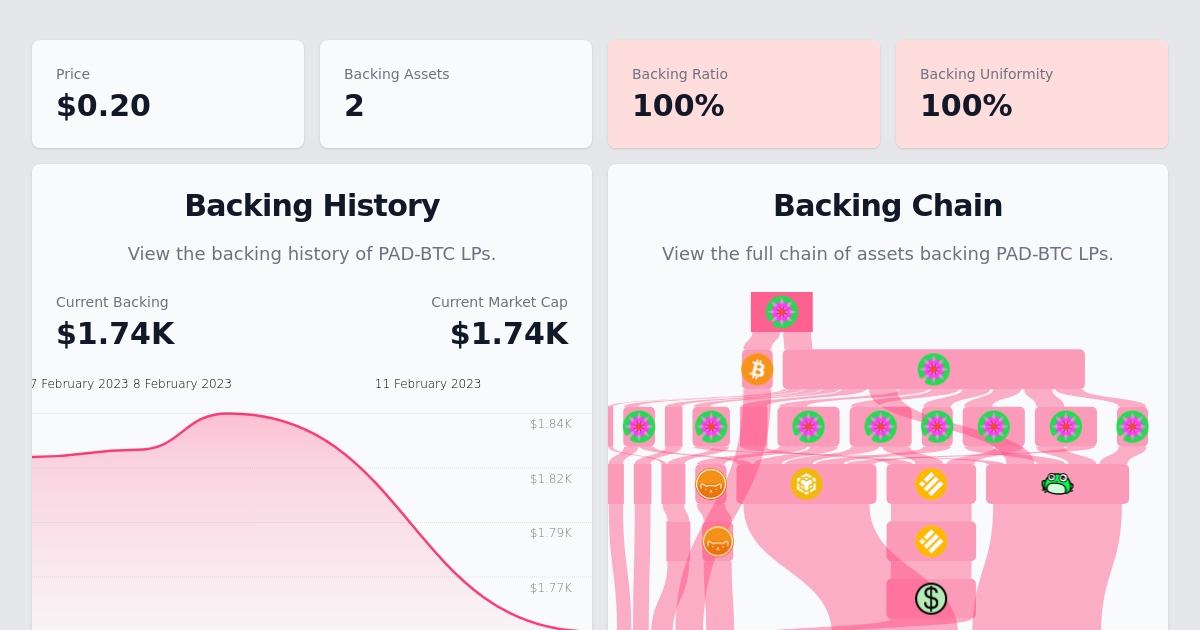 Price
$0.20
Backing Assets
2
Backing Ratio
100%
Backing Uniformity
100%
Backing History
View the backing history of PAD-BTC LPs.
Current Backing
$1.74K
Current Market Cap
$1.74K
7 February 2023 8 February 2023 11 February 2023
$1.84K
$1.82K
$1.79K
$1.77K
Backing Chain
View the full chain of assets backing PAD-BTC LPs.